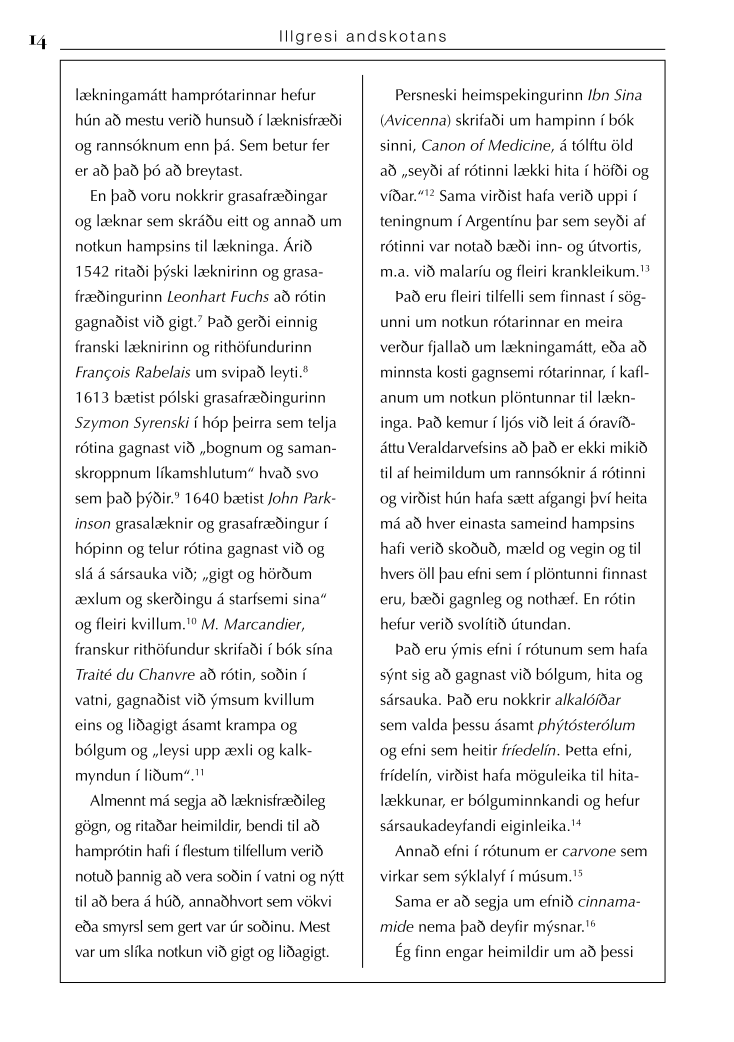 14
Illgresi andskotans
lækningamátt hamprótarinnar hefur
hún að mestu verið hunsuð í læknisfræði
og rannsóknum enn þá. Sem betur fer
er að það þó að breytast.
En það voru nokkrir grasafræðingar
og læknar sem skráðu eitt og annað um
notkun hampsins til lækninga. Árið
1542 ritaði þýski læknirinn og grasa-
fræðingurinn Leonhart Fuchs að rótin
gagnaðist við gigt.⁷ Það gerði einnig
franski læknirinn og rithöfundurinn
François Rabelais um svipað leyti.⁸
1613 bætist pólski grasafræðingurinn
Szymon Syrenski í hóp þeirra sem telja
rótina gagnast við „bognum og saman-
skroppnum líkamshlutum“ hvað svo
sem það þýðir.⁹ 1640 bætist John Park-
inson grasalæknir og grasafræðingur í
hópinn og telur rótina gagnast við og
slá á sársauka við; „gigt og hörðum
æxlum og skerðingu á starfsemi sina“
og fleiri kvillum.¹⁰ M. Marcandier,
franskur rithöfundur skrifaði í bók sína
Traité du Chanvre að rótin, soðin í
vatni, gagnaðist við ýmsum kvillum
eins og liðagigt ásamt krampa og
bólgum og „leysi upp æxli og kalk-
myndun í liðum“.¹¹
Almennt má segja að læknisfræðileg
gögn, og ritaðar heimildir, bendi til að
hamprótin hafi í flestum tilfellum verið
notuð þannig að vera soðin í vatni og nýtt
til að bera á húð, annaðhvort sem vökvi
eða smyrsl sem gert var úr soðinu. Mest
var um slíka notkun við gigt og liðagigt.
Persneski heimspekingurinn Ibn Sina
(Avicenna) skrifaði um hampinn í bók
sinni, Canon of Medicine, á tólftu öld
að „seyði af rótinni lækki hita í höfði og
víðar.“¹² Sama virðist hafa verið uppi í
teningnum í Argentínu þar sem seyði af
rótinni var notað bæði inn- og útvortis,
m.a. við malaríu og fleiri krankleikum.¹³
Það eru fleiri tilfelli sem finnast í sög-
unni um notkun rótarinnar en meira
verður fjallað um lækningamátt, eða að
minnsta kosti gagnsemi rótarinnar, í kafl-
anum um notkun plöntunnar til lækn-
inga. Það kemur í ljós við leit á óravíð-
áttu Veraldarvefsins að það er ekki mikið
til af heimildum um rannsóknir á rótinni
og virðist hún hafa sætt afgangi því heita
má að hver einasta sameind hampsins
hafi verið skoðuð, mæld og vegin og til
hvers öll þau efni sem í plöntunni finnast
eru, bæði gagnleg og nothæf. En rótin
hefur verið svolítið útundan.
Það eru ýmis efni í rótunum sem hafa
sýnt sig að gagnast við bólgum, hita og
sársauka. Það eru nokkrir alkalóíðar
sem valda þessu ásamt phýtósterólum
og efni sem heitir fríedelín. Þetta efni,
frídelín, virðist hafa möguleika til hita-
lækkunar, er bólguminnkandi og hefur
sársaukadeyfandi eiginleika.¹⁴
Annað efni í rótunum er carvone sem
virkar sem sýklalyf í músum.¹⁵
Sama er að segja um efnið cinnama-
mide nema það deyfir mýsnar.¹⁶
Ég finn engar heimildir um að þessi